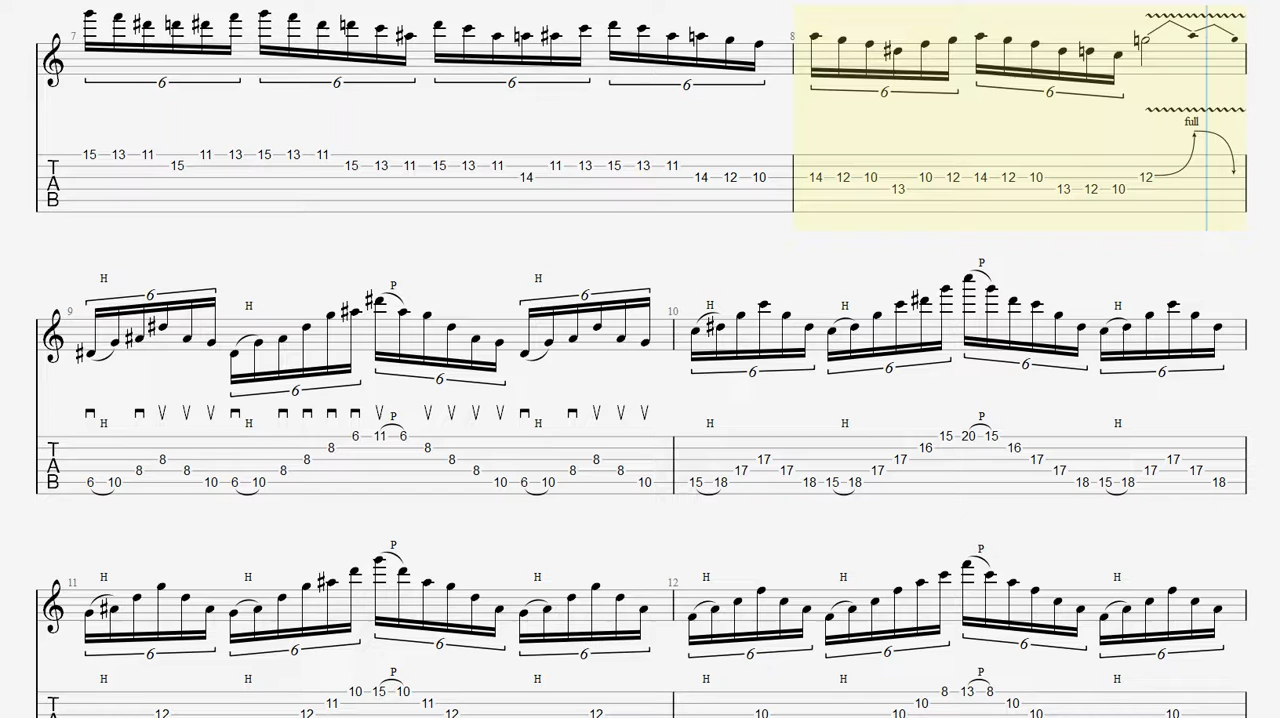 6 6 6 6 6 6
7 8
full
15 13 11 11 13 15 13 11
15 15 13 11 15 13 11 11 13 15 13 11
14 14 12 10 14 12 10 10 12 14 12 10 12
13 13 12 10
T
A
B
H H P H H H P H
6 6 6 6 6 6 6 6
9 10
H H P H H H P H
6 11 6 15 20 15
8 8 16 16
8 8 8 8 17 17 17 17
8 8 8 8 8 8 17 17 17 17 17 17
6 10 10 6 10 10 6 10 10 15 18 18 15 18 18 15 18 18
T
A
B
H H P H H H P H
11 12
6 6 6 6 6 6 6 6
H H P H H H P H
10 15 10 8 13 8
11 11 10 10
12 12 12 12 10 10 10 10
T